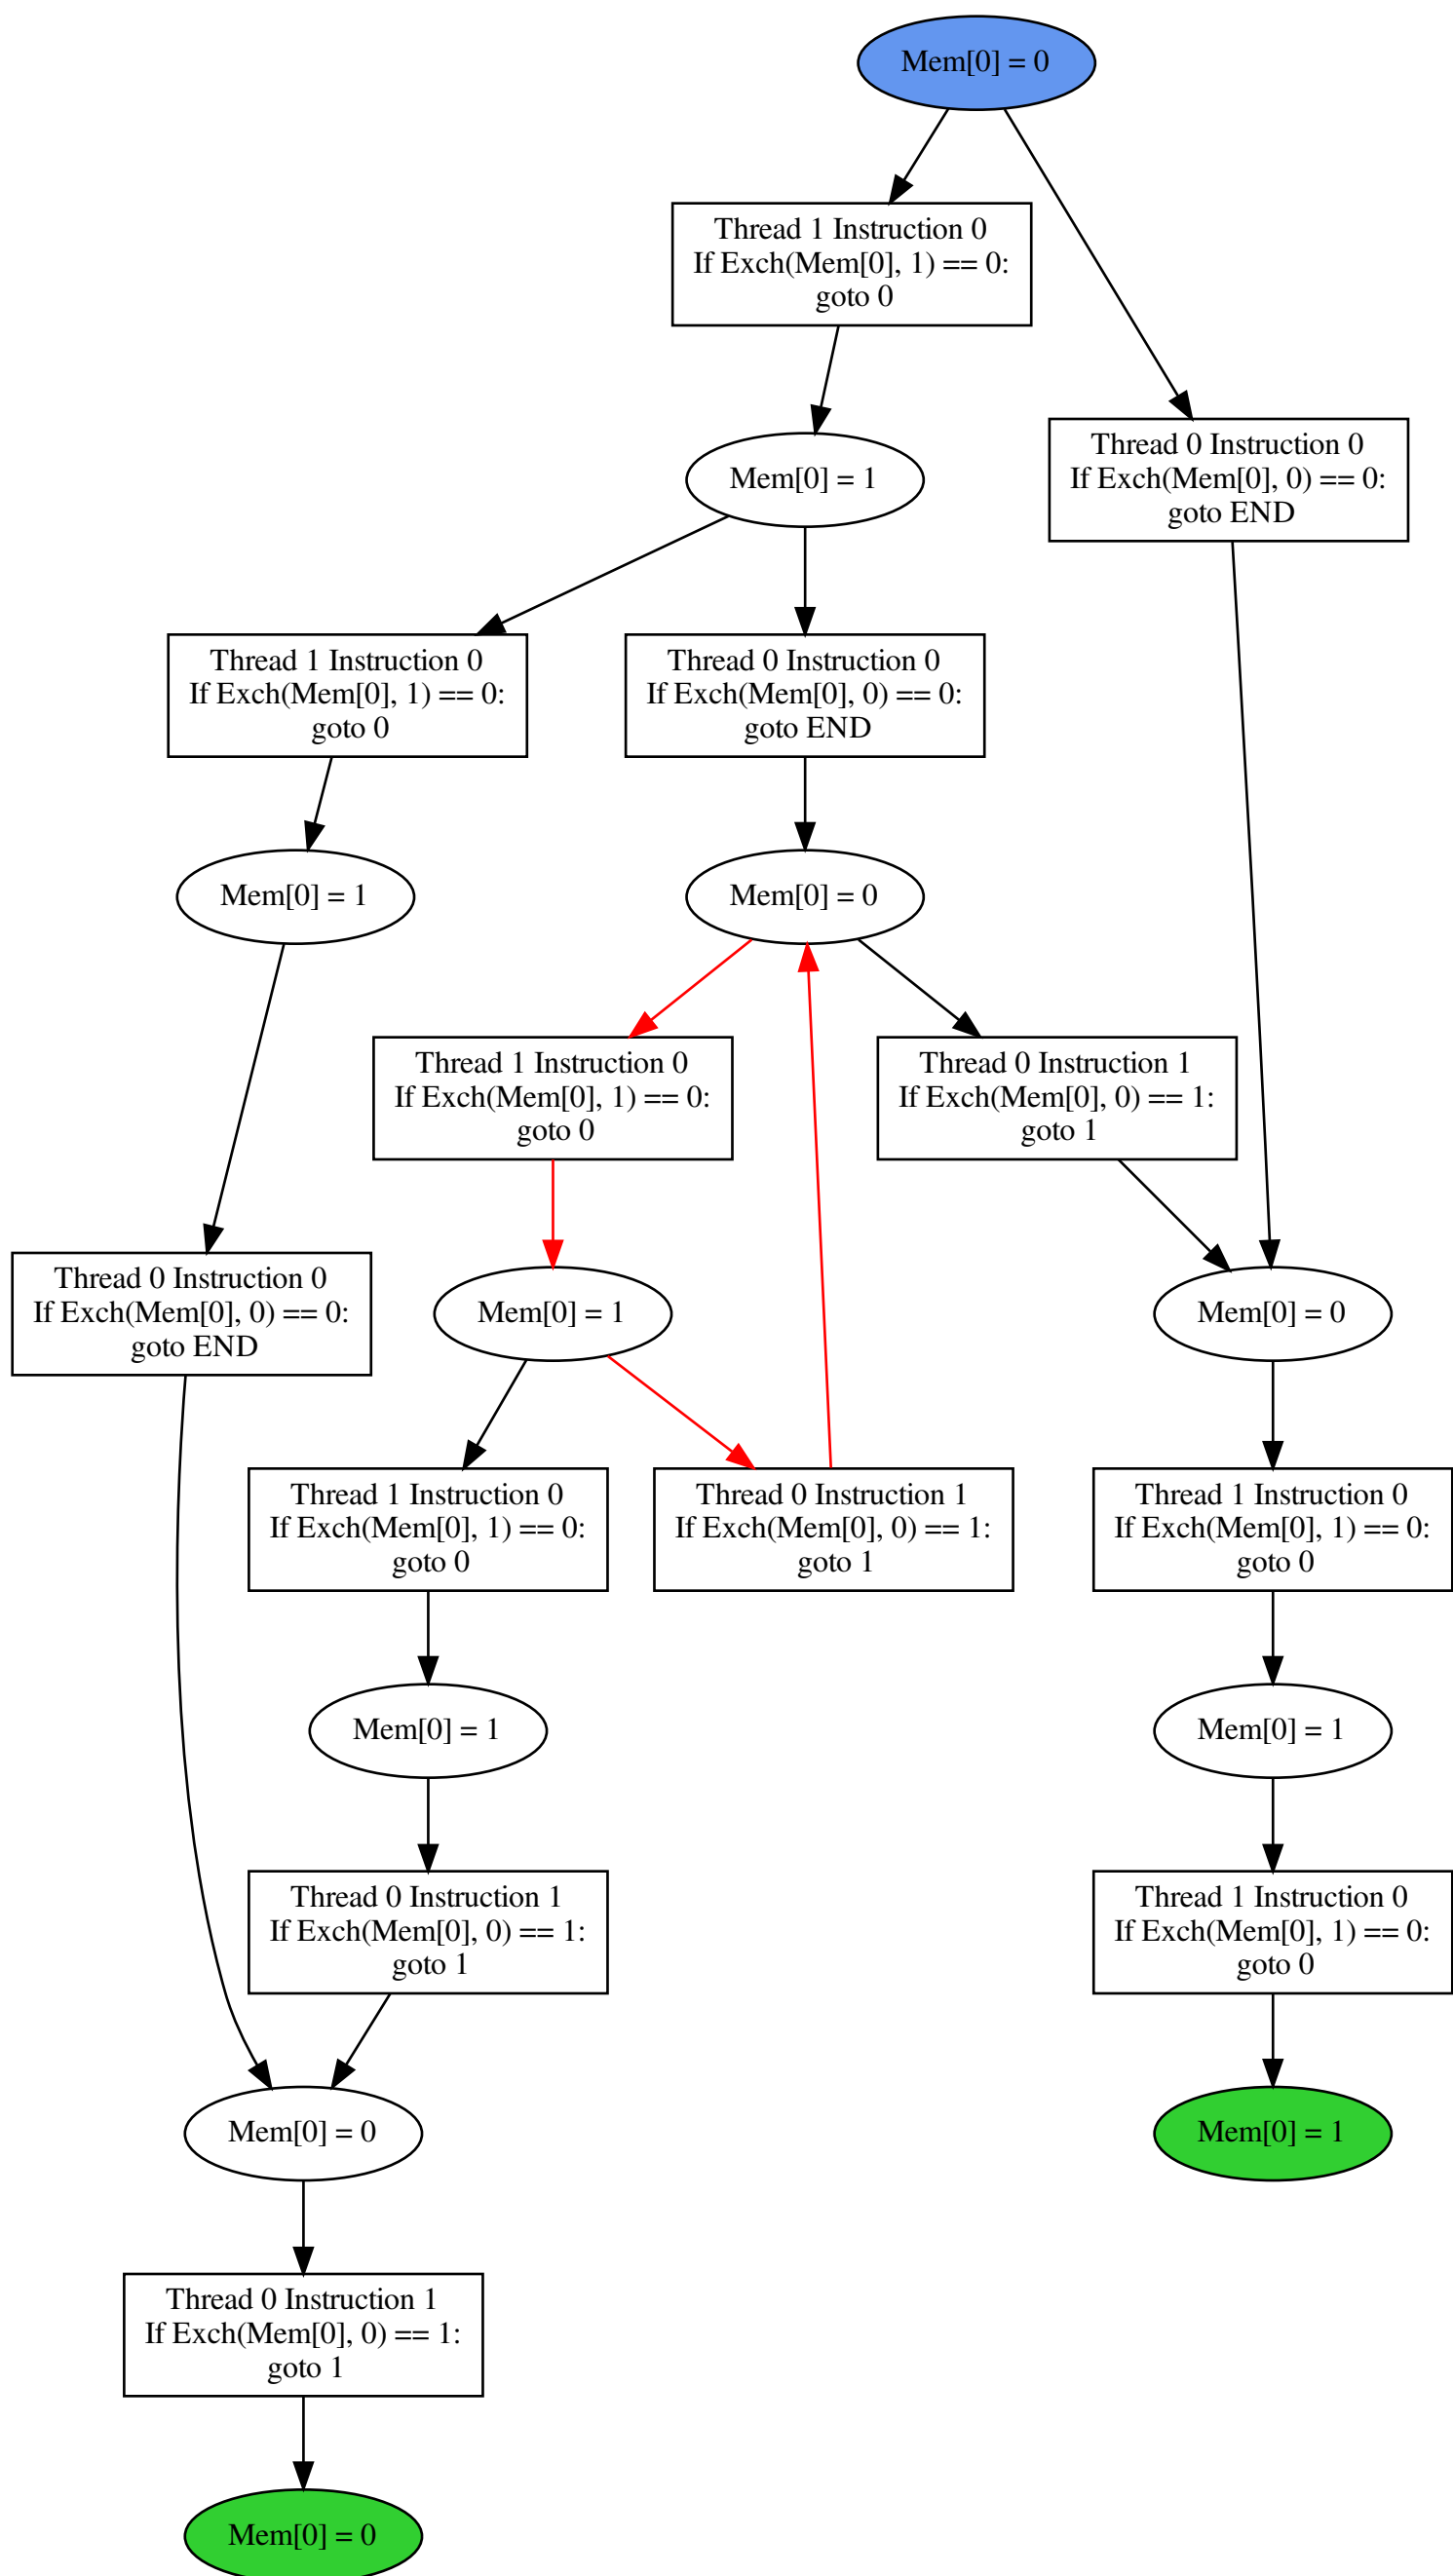 Mem[0] = 0
Thread 1 Instruction 0
If Exch(Mem[0], 1) == 0:
goto 0
Thread 0 Instruction 0
If Exch(Mem[0], 0) == 0:
goto END
Mem[0] = 1
Thread 1 Instruction 0
If Exch(Mem[0], 1) == 0:
goto 0
Thread 0 Instruction 0
If Exch(Mem[0], 0) == 0:
goto END
Mem[0] = 1
Mem[0] = 0
Thread 1 Instruction 0
If Exch(Mem[0], 1) == 0:
goto 0
Thread 0 Instruction 1
If Exch(Mem[0], 0) == 1:
goto 1
Thread 0 Instruction 0
If Exch(Mem[0], 0) == 0:
goto END
Mem[0] = 1
Mem[0] = 0
Thread 1 Instruction 0
If Exch(Mem[0], 1) == 0:
goto 0
Thread 0 Instruction 1
If Exch(Mem[0], 0) == 1:
goto 1
Thread 1 Instruction 0
If Exch(Mem[0], 1) == 0:
goto 0
Mem[0] = 1
Mem[0] = 1
Thread 0 Instruction 1
If Exch(Mem[0], 0) == 1:
goto 1
Thread 1 Instruction 0
If Exch(Mem[0], 1) == 0:
goto 0
Mem[0] = 0
Mem[0] = 1
Thread 0 Instruction 1
If Exch(Mem[0], 0) == 1:
goto 1
Mem[0] = 0